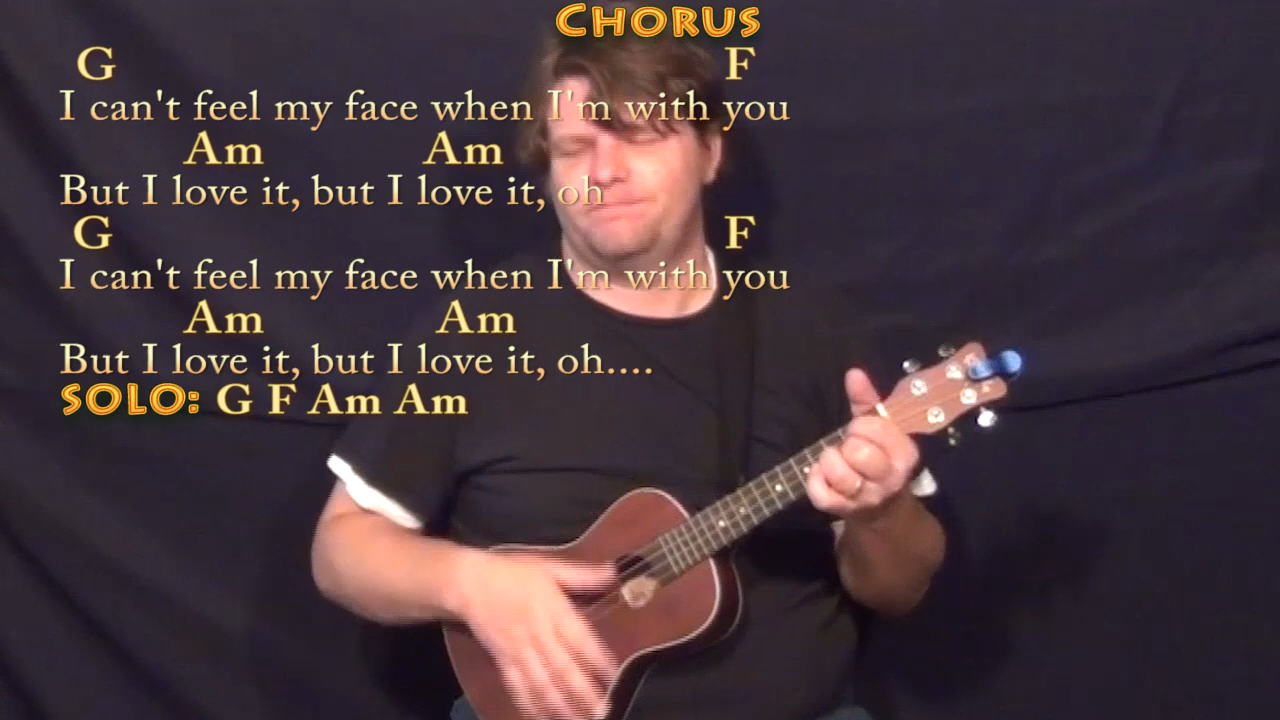 CHORUS
G F
I can't feel my face when I'm with you
Am Am
But I love it, but I love it, oh
G F
I can't feel my face when I'm with you
Am Am
But I love it, but I love it, oh....
SOLO: G F Am Am